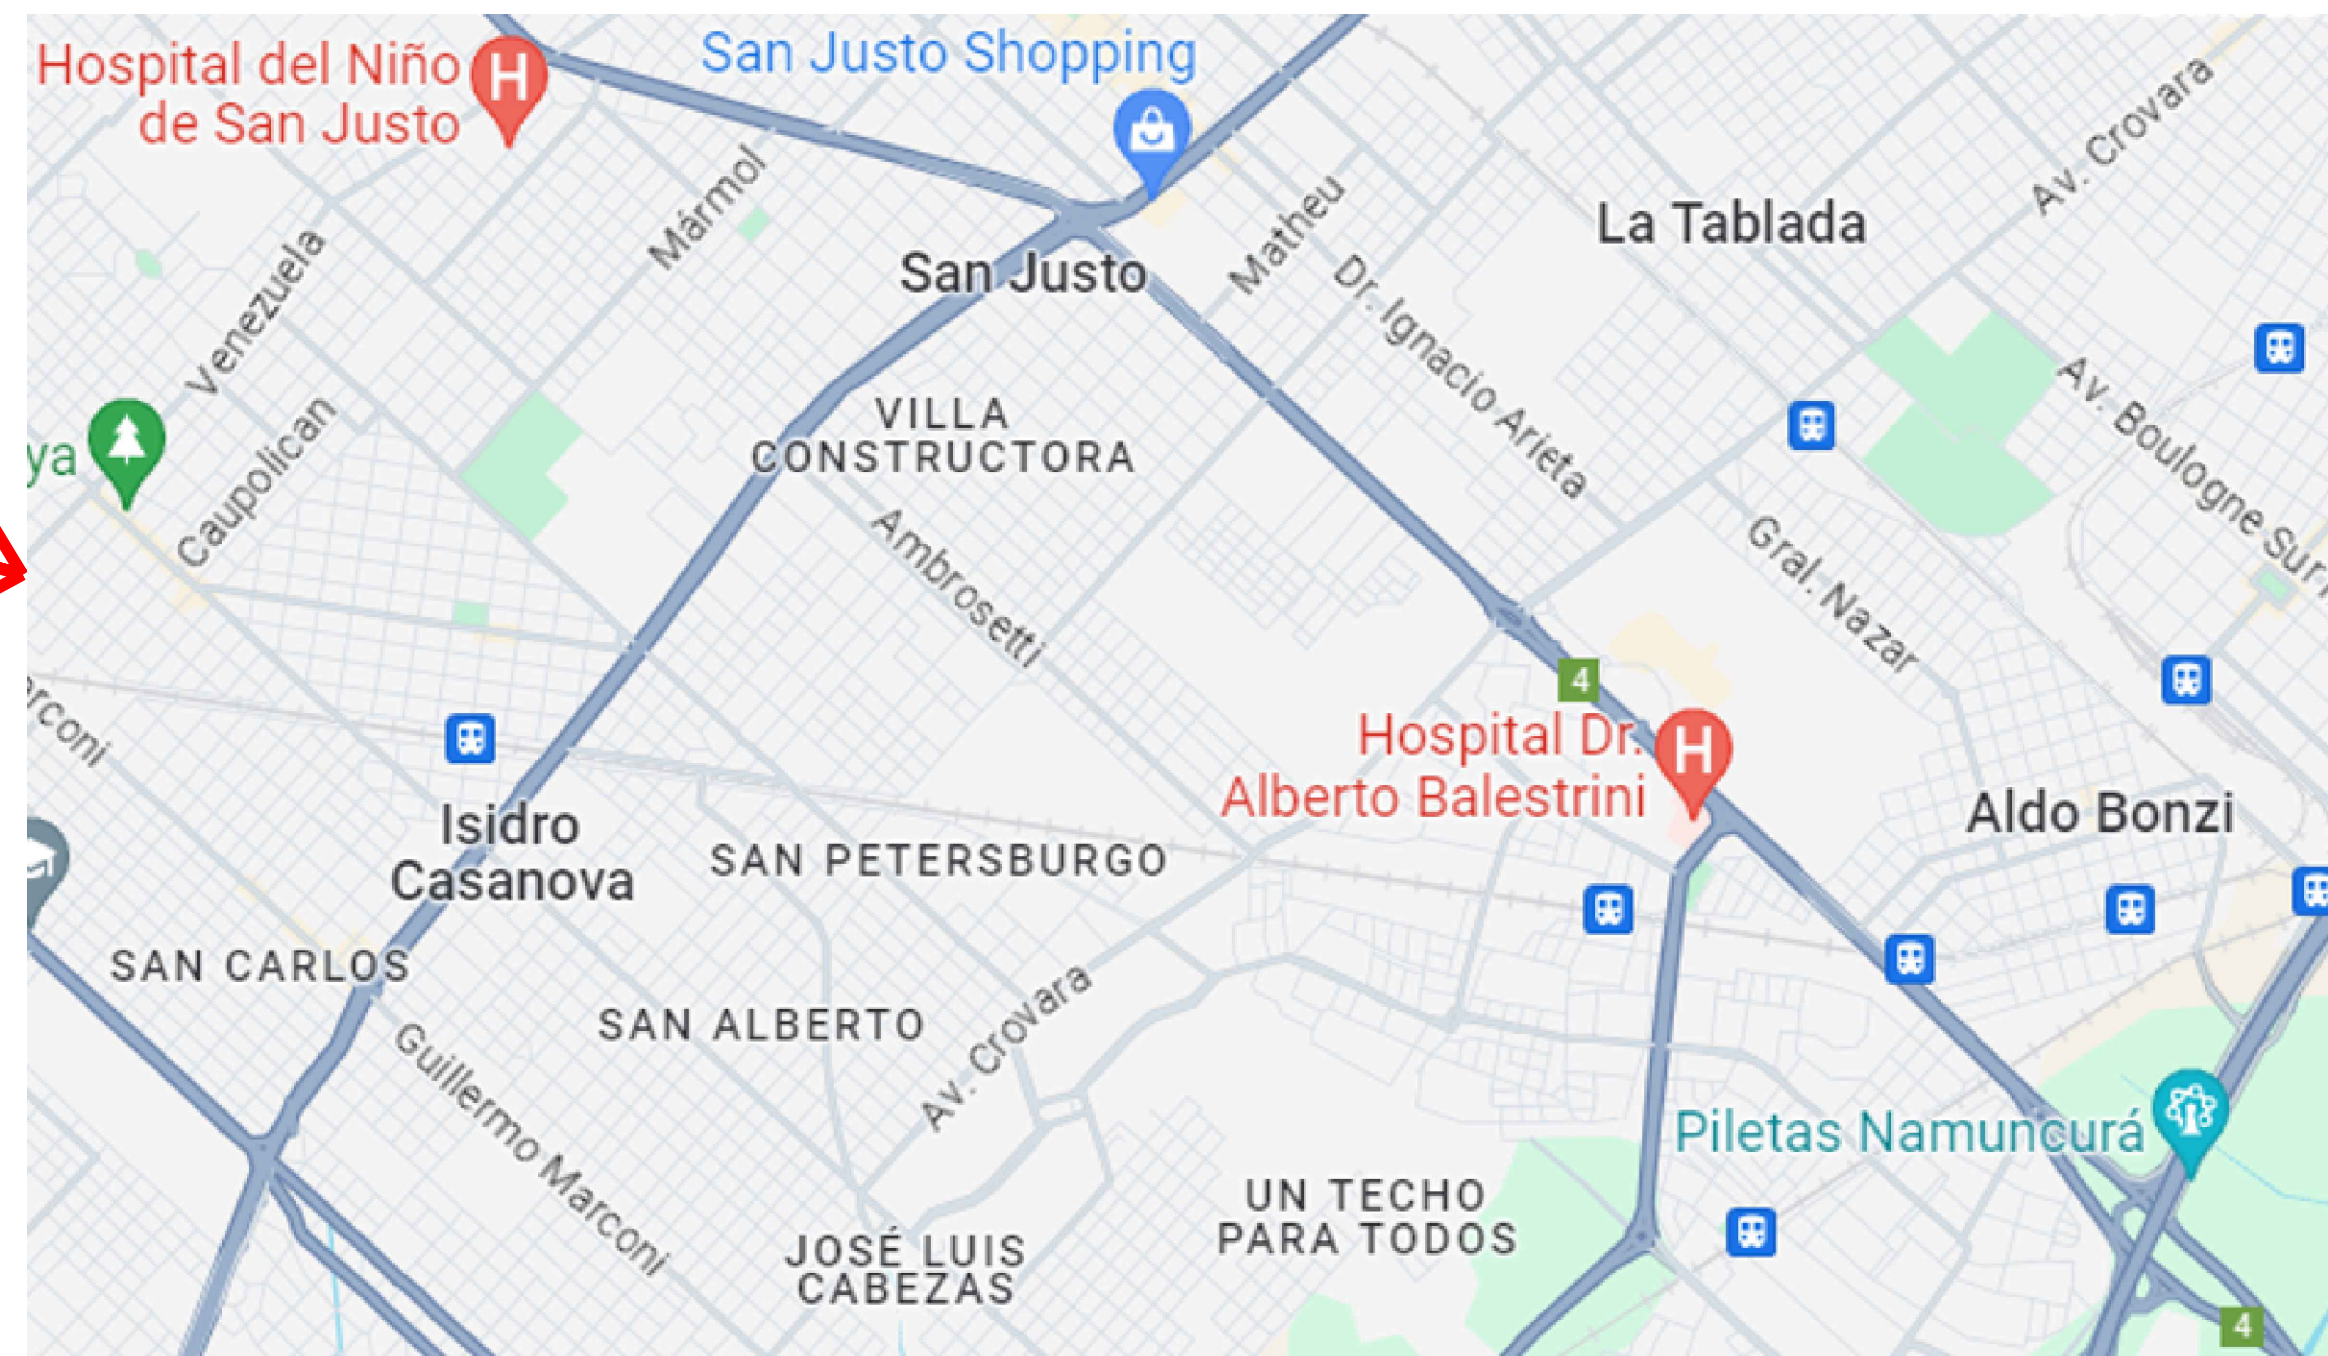 Hospital del Niño
de San Justo
San Justo Shopping
Av. Crovara
Mármol
Matheu
La Tablada
San Justo
Venezuela
Dr. Ignacio Arieta
VILLA
CONSTRUCTORA
Av. Boulogne Sur
ya
Caupolican
Ambrosetti
Gral. Nazar
4
Hospital Dr.
Alberto Balestrini
rconi
Isidro
Casanova
SAN PETERSBURGO
Aldo Bonzi
SAN CARLOS
SAN ALBERTO
Av. Crovara
Guillermo Marconi
Piletas Namuncurá
UN TECHO
PARA TODOS
JOSÉ LUIS
CABEZAS
4